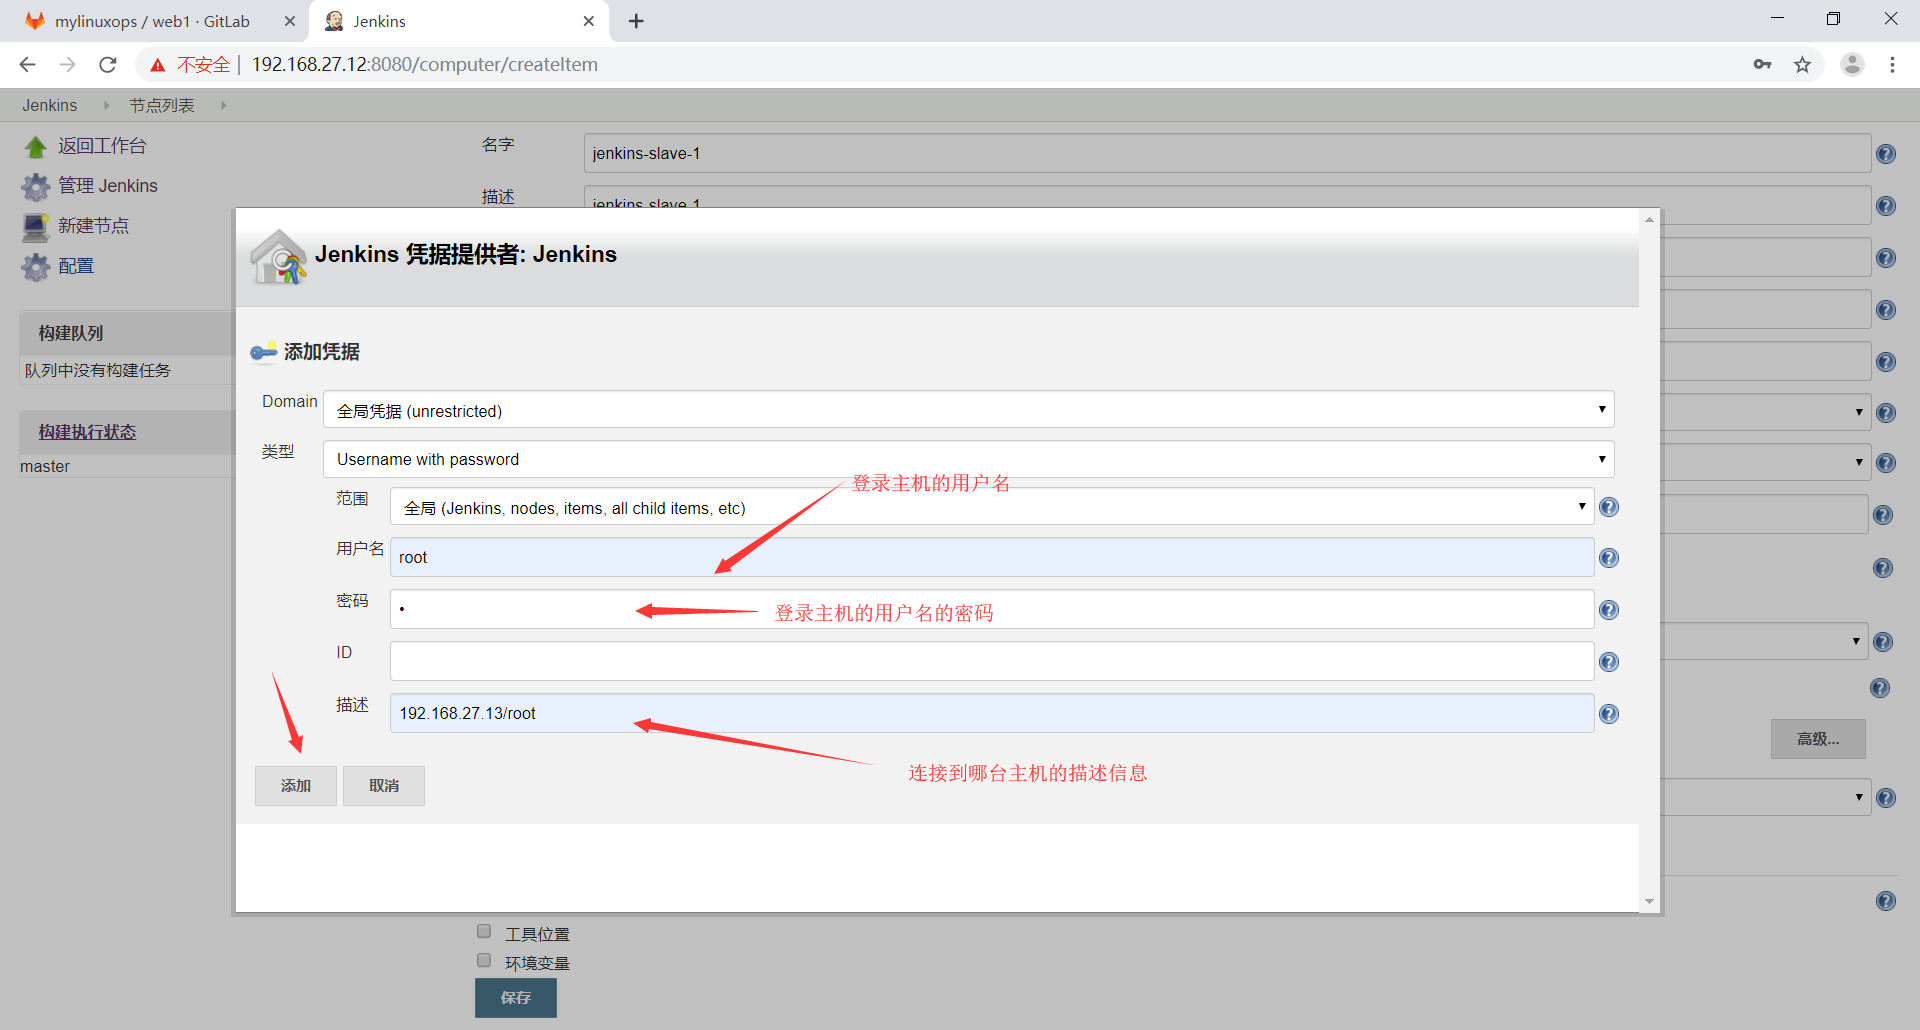 mylinuxops / web1 · GitLab
Jenkins
不安全 | 192.168.27.12:8080/computer/createItem
Jenkins
节点列表
返回工作台
管理 Jenkins
新建节点
配置
构建队列
队列中没有构建任务
构建执行状态
master
名字
jenkins-slave-1
描述
jenkins slave 1
Jenkins 凭据提供者: Jenkins
添加凭据
Domain
全局凭据 (unrestricted)
类型
Username with password
登录主机的用户名
范围
全局 (Jenkins, nodes, items, all child items, etc)
用户名
root
密码
•
登录主机的用户名的密码
ID
描述
192.168.27.13/root
连接到哪台主机的描述信息
添加
取消
高级...
工具位置
环境变量
保存